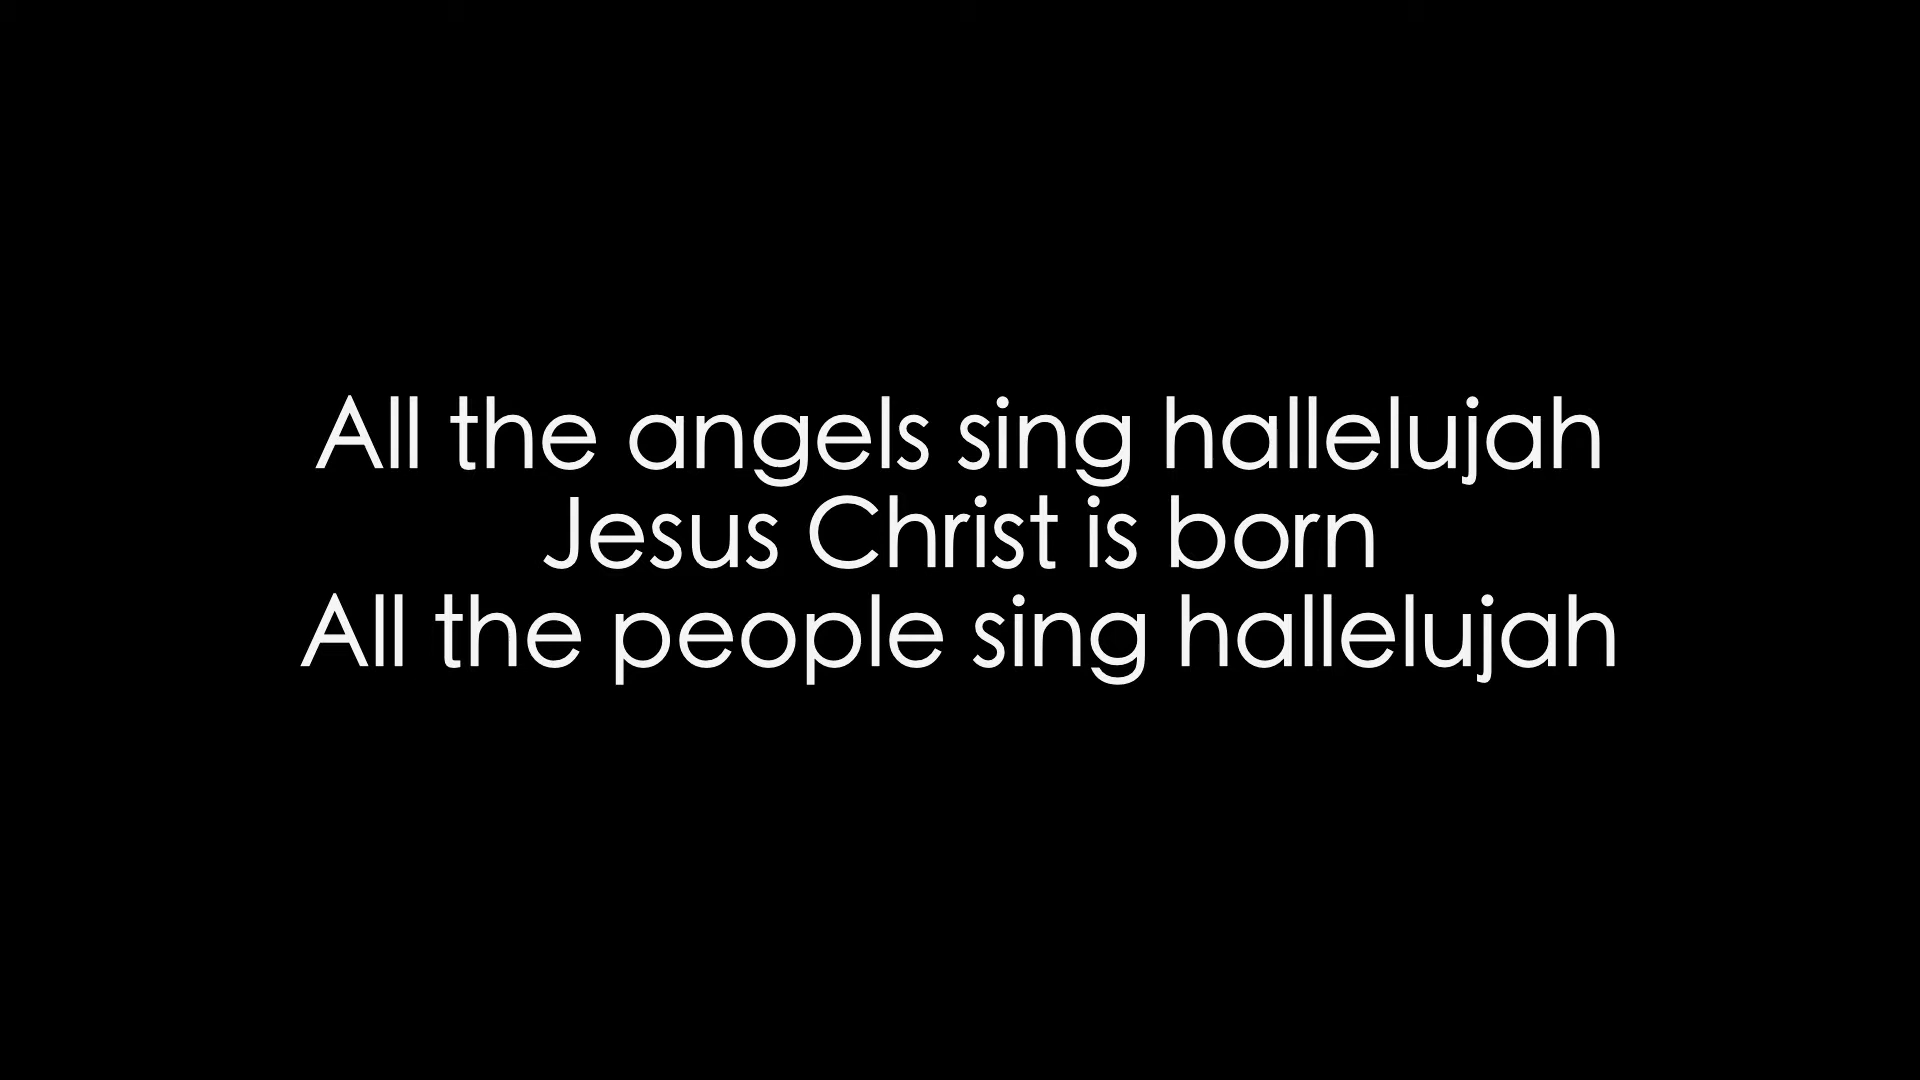 All the angels sing hallelujah
Jesus Christ is born
All the people sing hallelujah